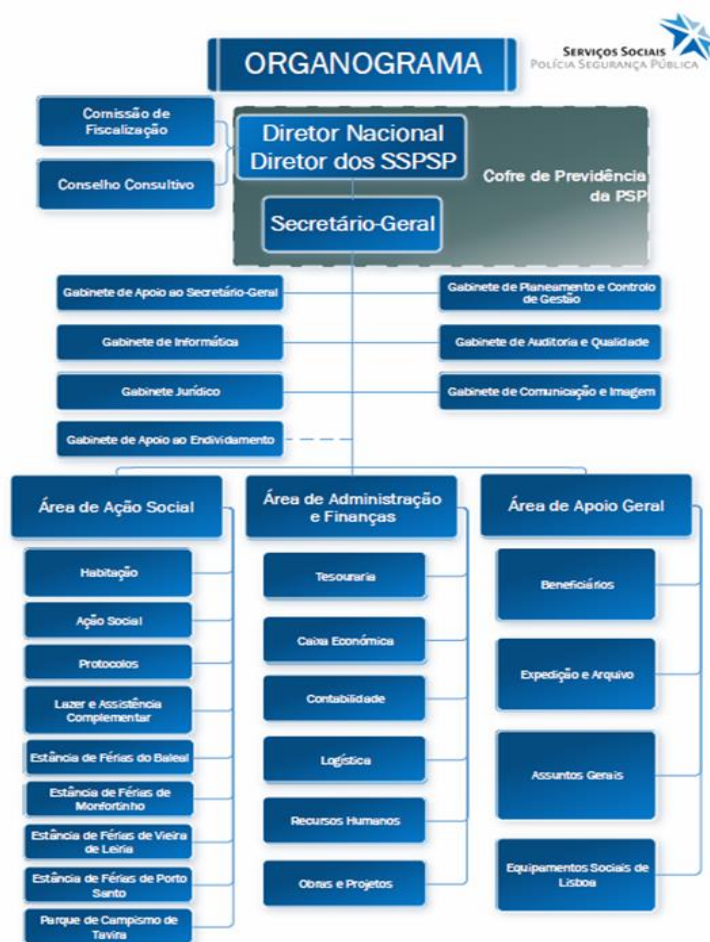 SERVIÇOS SOCIAIS
POLÍCIA SEGURANÇA PÚBLICA
ORGANOGRAMA
Comissão de
Fiscalização
Conselho Consultivo
Diretor Nacional
Diretor dos SSPSP
Cofre de Previdência
da PSP
Secretário-Geral
Gabinete de Apoio ao Secretário-Geral
Gabinete de Planeamento e Controlo
de Gestão
Gabinete de Informática
Gabinete de Auditoria e Qualidade
Gabinete Jurídico
Gabinete de Comunicação e Imagem
Gabinete de Apoio ao Endividamento
Área de Ação Social
Habitação
Ação Social
Protocolos
Lazer e Assistência
Complementar
Estância de Férias do Baleal
Estância de Férias de
Monfortinho
Estância de Férias de Vieira
de Leiria
Estância de Férias de Porto
Santo
Parque de Campismo de
Tavira
Área de Administração
e Finanças
Tesouraria
Caixa Económica
Contabilidade
Logística
Recursos Humanos
Obras e Projetos
Área de Apoio Geral
Beneficiários
Expedição e Arquivo
Assuntos Gerais
Equipamentos Sociais de
Lisboa